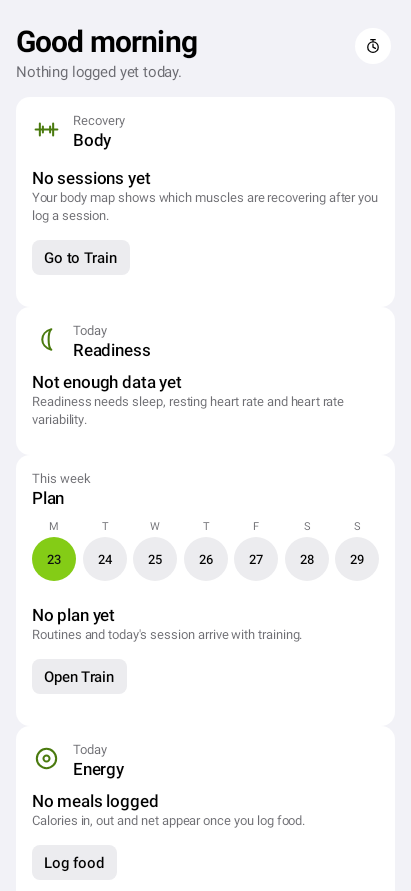 Good morning
Nothing logged yet today.
Recovery
Body
No sessions yet
Your body map shows which muscles are recovering after you
log a session.
Go to Train
Today
Readiness
Not enough data yet
Readiness needs sleep, resting heart rate and heart rate
variability.
This week
Plan
M T W T F S S
23 24 25 26 27 28 29
No plan yet
Routines and today's session arrive with training.
Open Train
Today
Energy
No meals logged
Calories in, out and net appear once you log food.
Log food